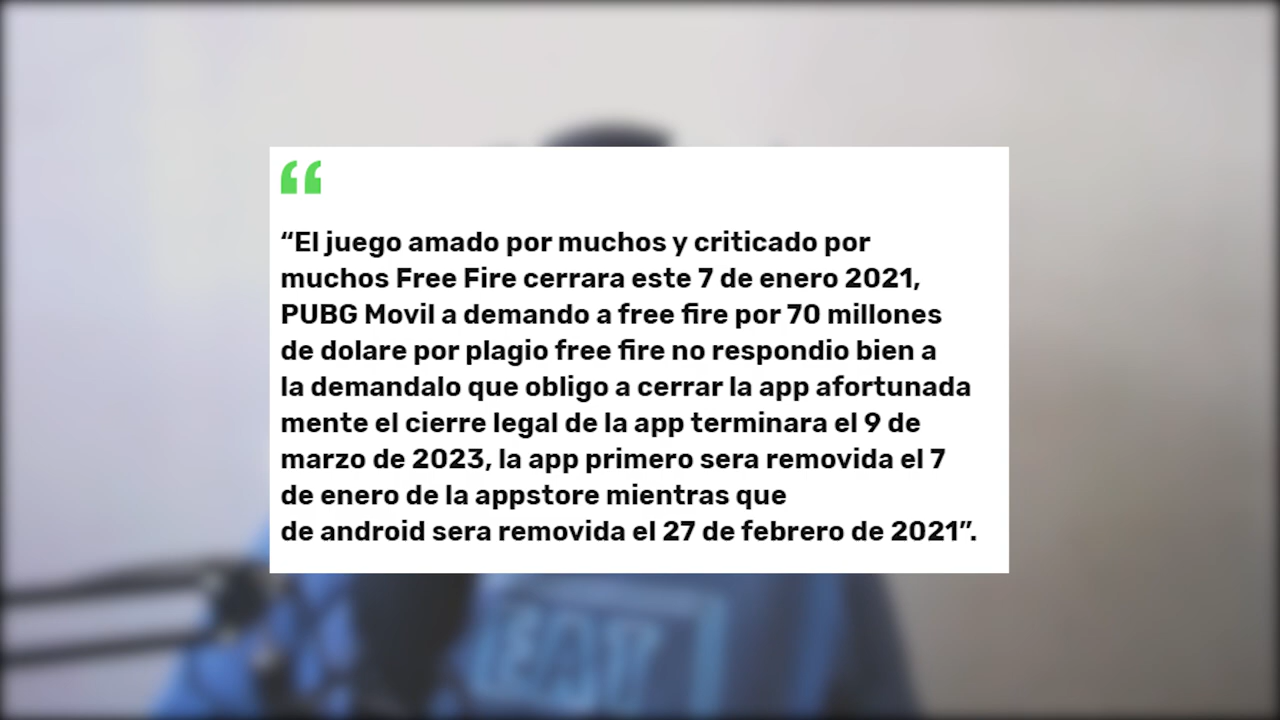 “
“El juego amado por muchos y criticado por
muchos Free Fire cerrara este 7 de enero 2021,
PUBG Movil a demando a free fire por 70 millones
de dolare por plagio free fire no respondio bien a
la demandalo que obligo a cerrar la app afortunada
mente el cierre legal de la app terminara el 9 de
marzo de 2023, la app primero sera removida el 7
de enero de la appstore mientras que
de android sera removida el 27 de febrero de 2021”.